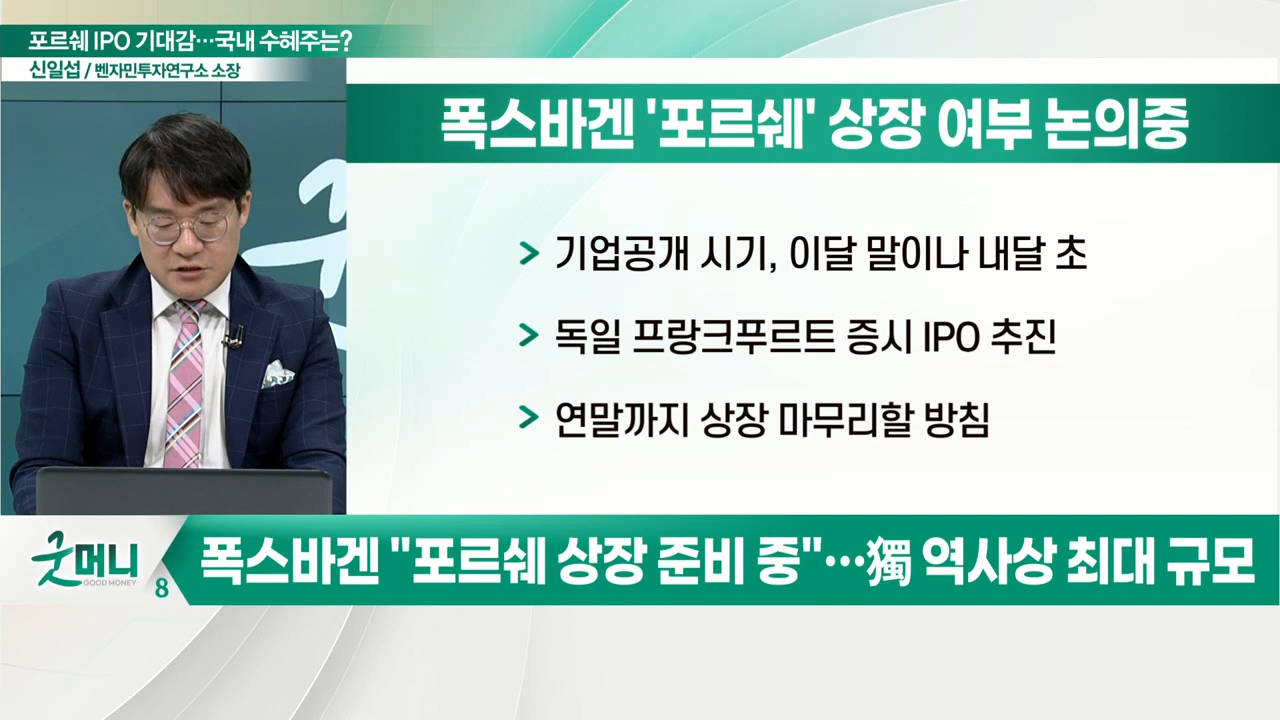 포르쉐 IPO 기대감…국내 수혜주는?
신일섭 / 벤자민투자연구소 소장
폭스바겐 '포르쉐' 상장 여부 논의중
> 기업공개 시기, 이달 말이나 내달 초
> 독일 프랑크푸르트 증시 IPO 추진
> 연말까지 상장 마무리할 방침
굿머니
GOOD MONEY
8
폭스바겐 "포르쉐 상장 준비 중"…獨 역사상 최대 규모